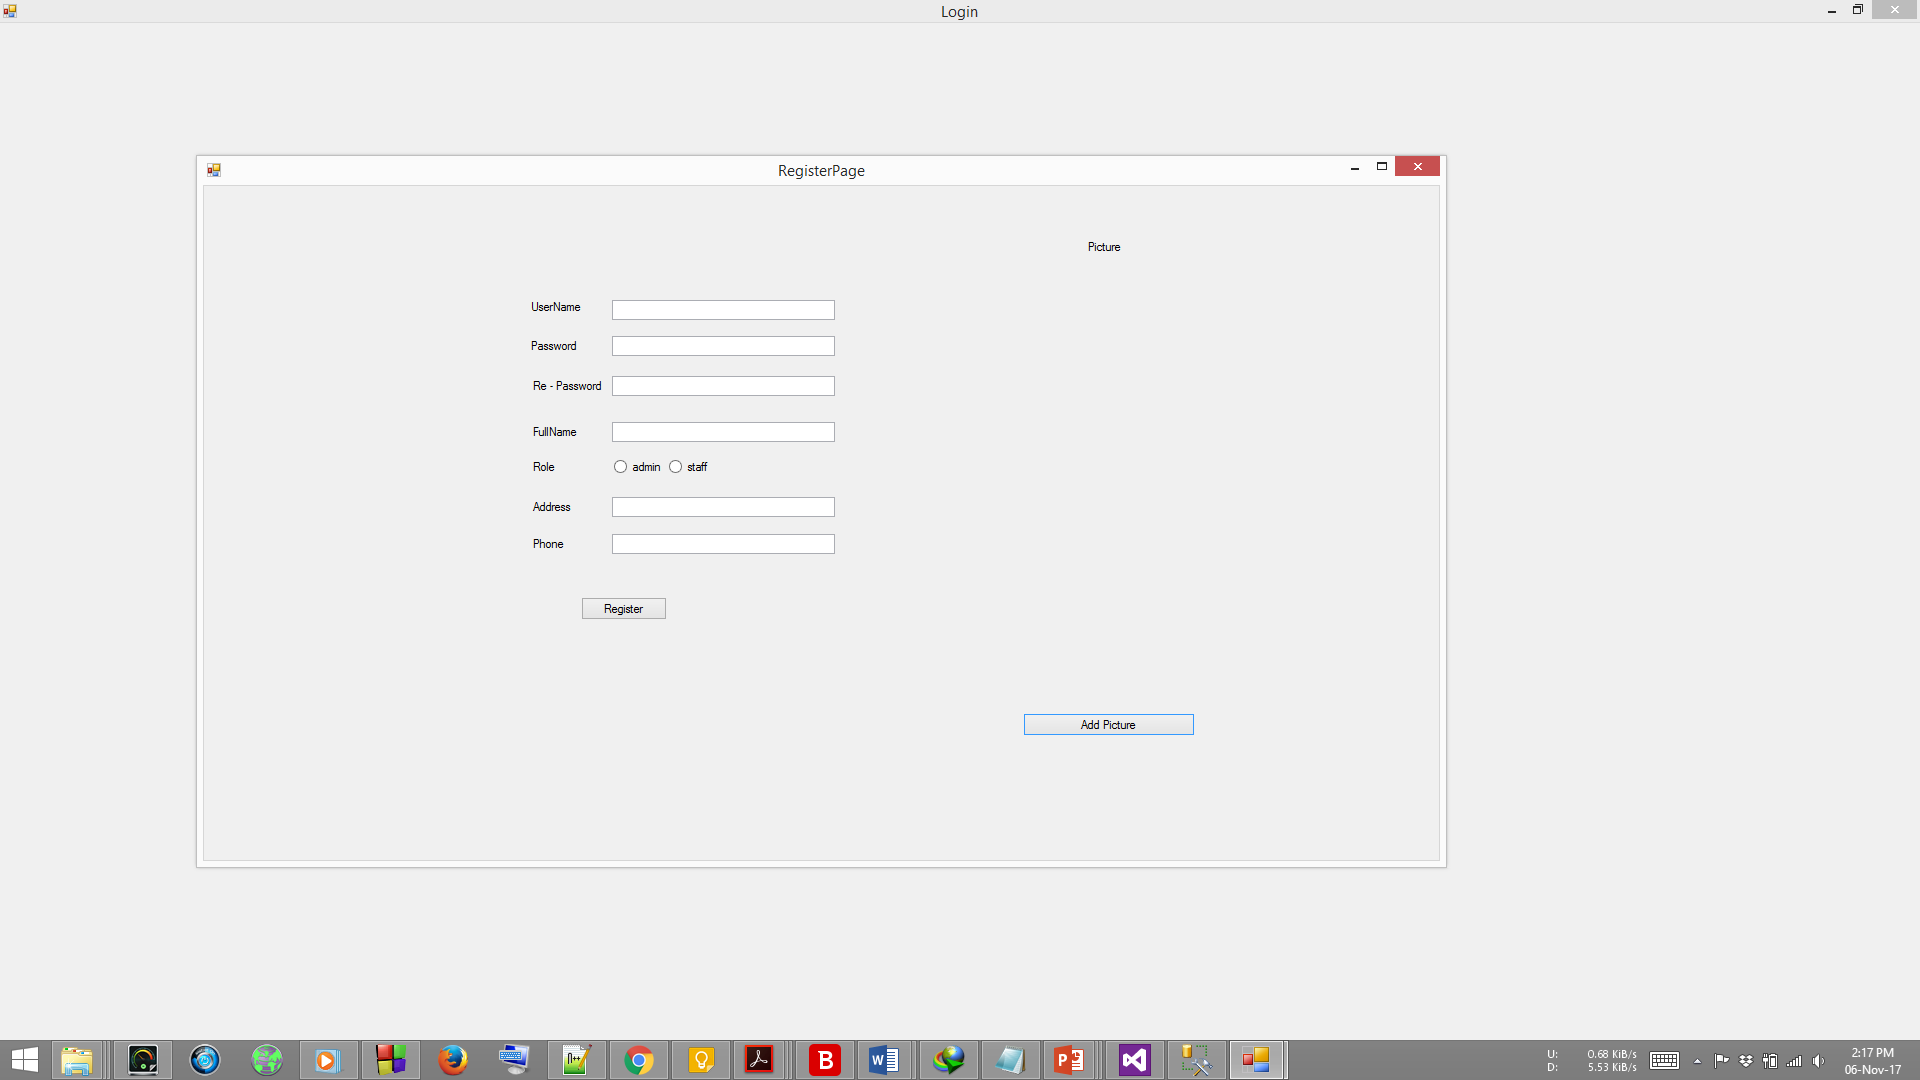 Login
RegisterPage
Picture
UserName
Password
Re - Password
FullName
Role admin staff
Address
Phone
Register
Add Picture
n++
B
W
P
U: 0.68 KiB/s
D: 5.53 KiB/s
2:17 PM
06-Nov-17